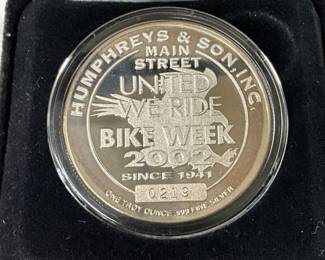 HUMPHREYS & SON, INC.
MAIN
STREET
UNITED
WE RIDE
BIKE WEEK
2002
SINCE 1941
0219
ONE TROY OUNCE .999 FINE SILVER